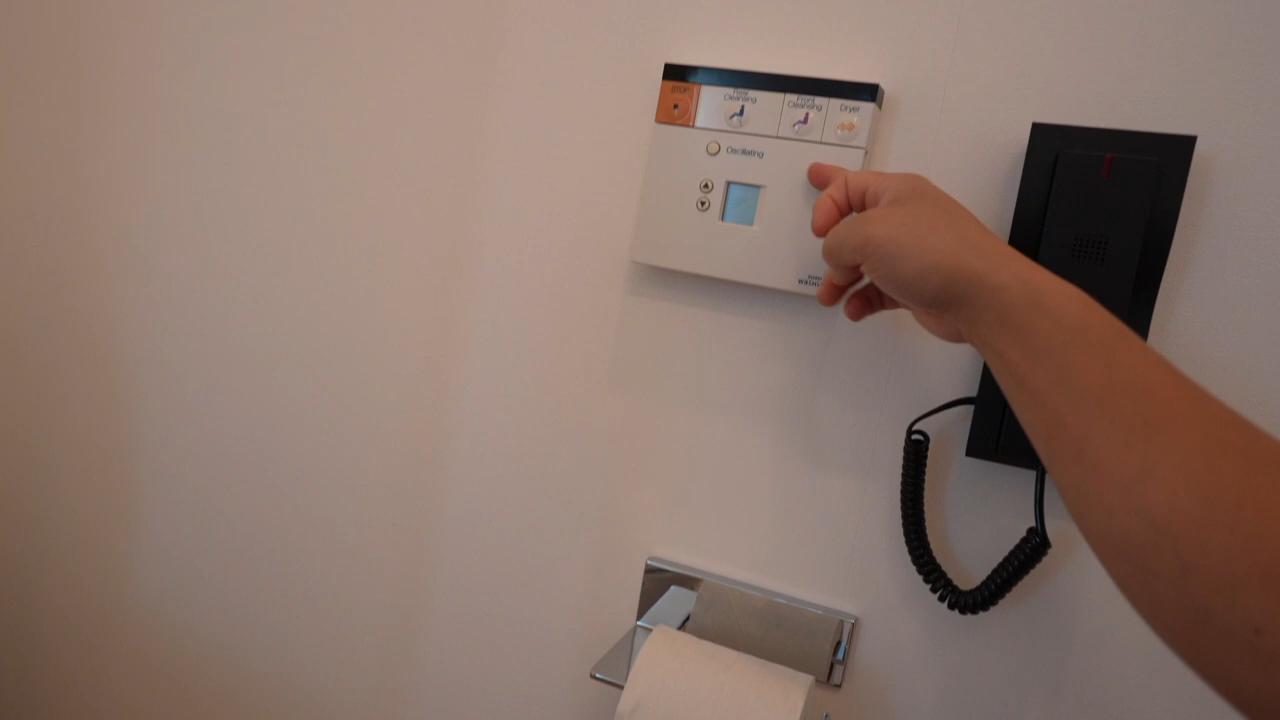 STOP
Rear
Cleansing
Front
Cleansing
Dryer
Oscillating